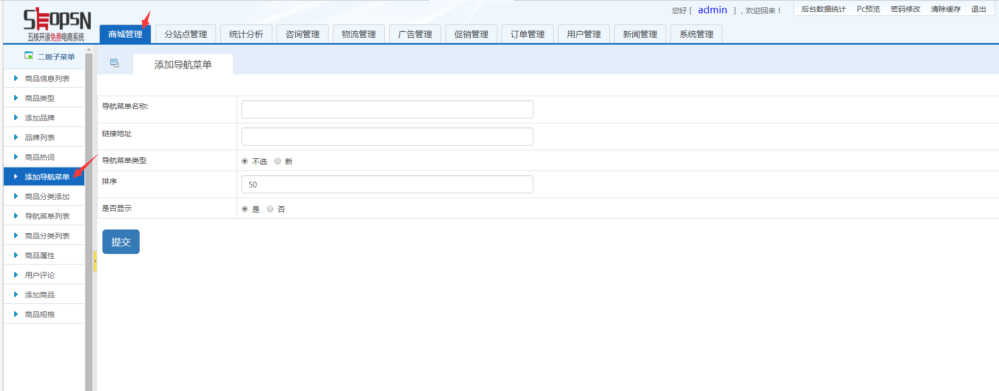 SHOPSN
五核开源免费电商系统
您好 [ admin ] , 欢迎回来！
后台数据统计 Pc预览 密码修改 清除缓存 退出
商城管理 分站点管理 统计分析 咨询管理 物流管理 广告管理 促销管理 订单管理 用户管理 新闻管理 系统管理
二级子菜单
商品信息列表
商品类型
添加品牌
品牌列表
商品热词
添加导航菜单
商品分类添加
导航菜单列表
商品分类列表
商品属性
用户评论
添加商品
商品规格
添加导航菜单
导航菜单名称:
链接地址
导航菜单类型 不选 新
排序 50
是否显示 是 否
提交